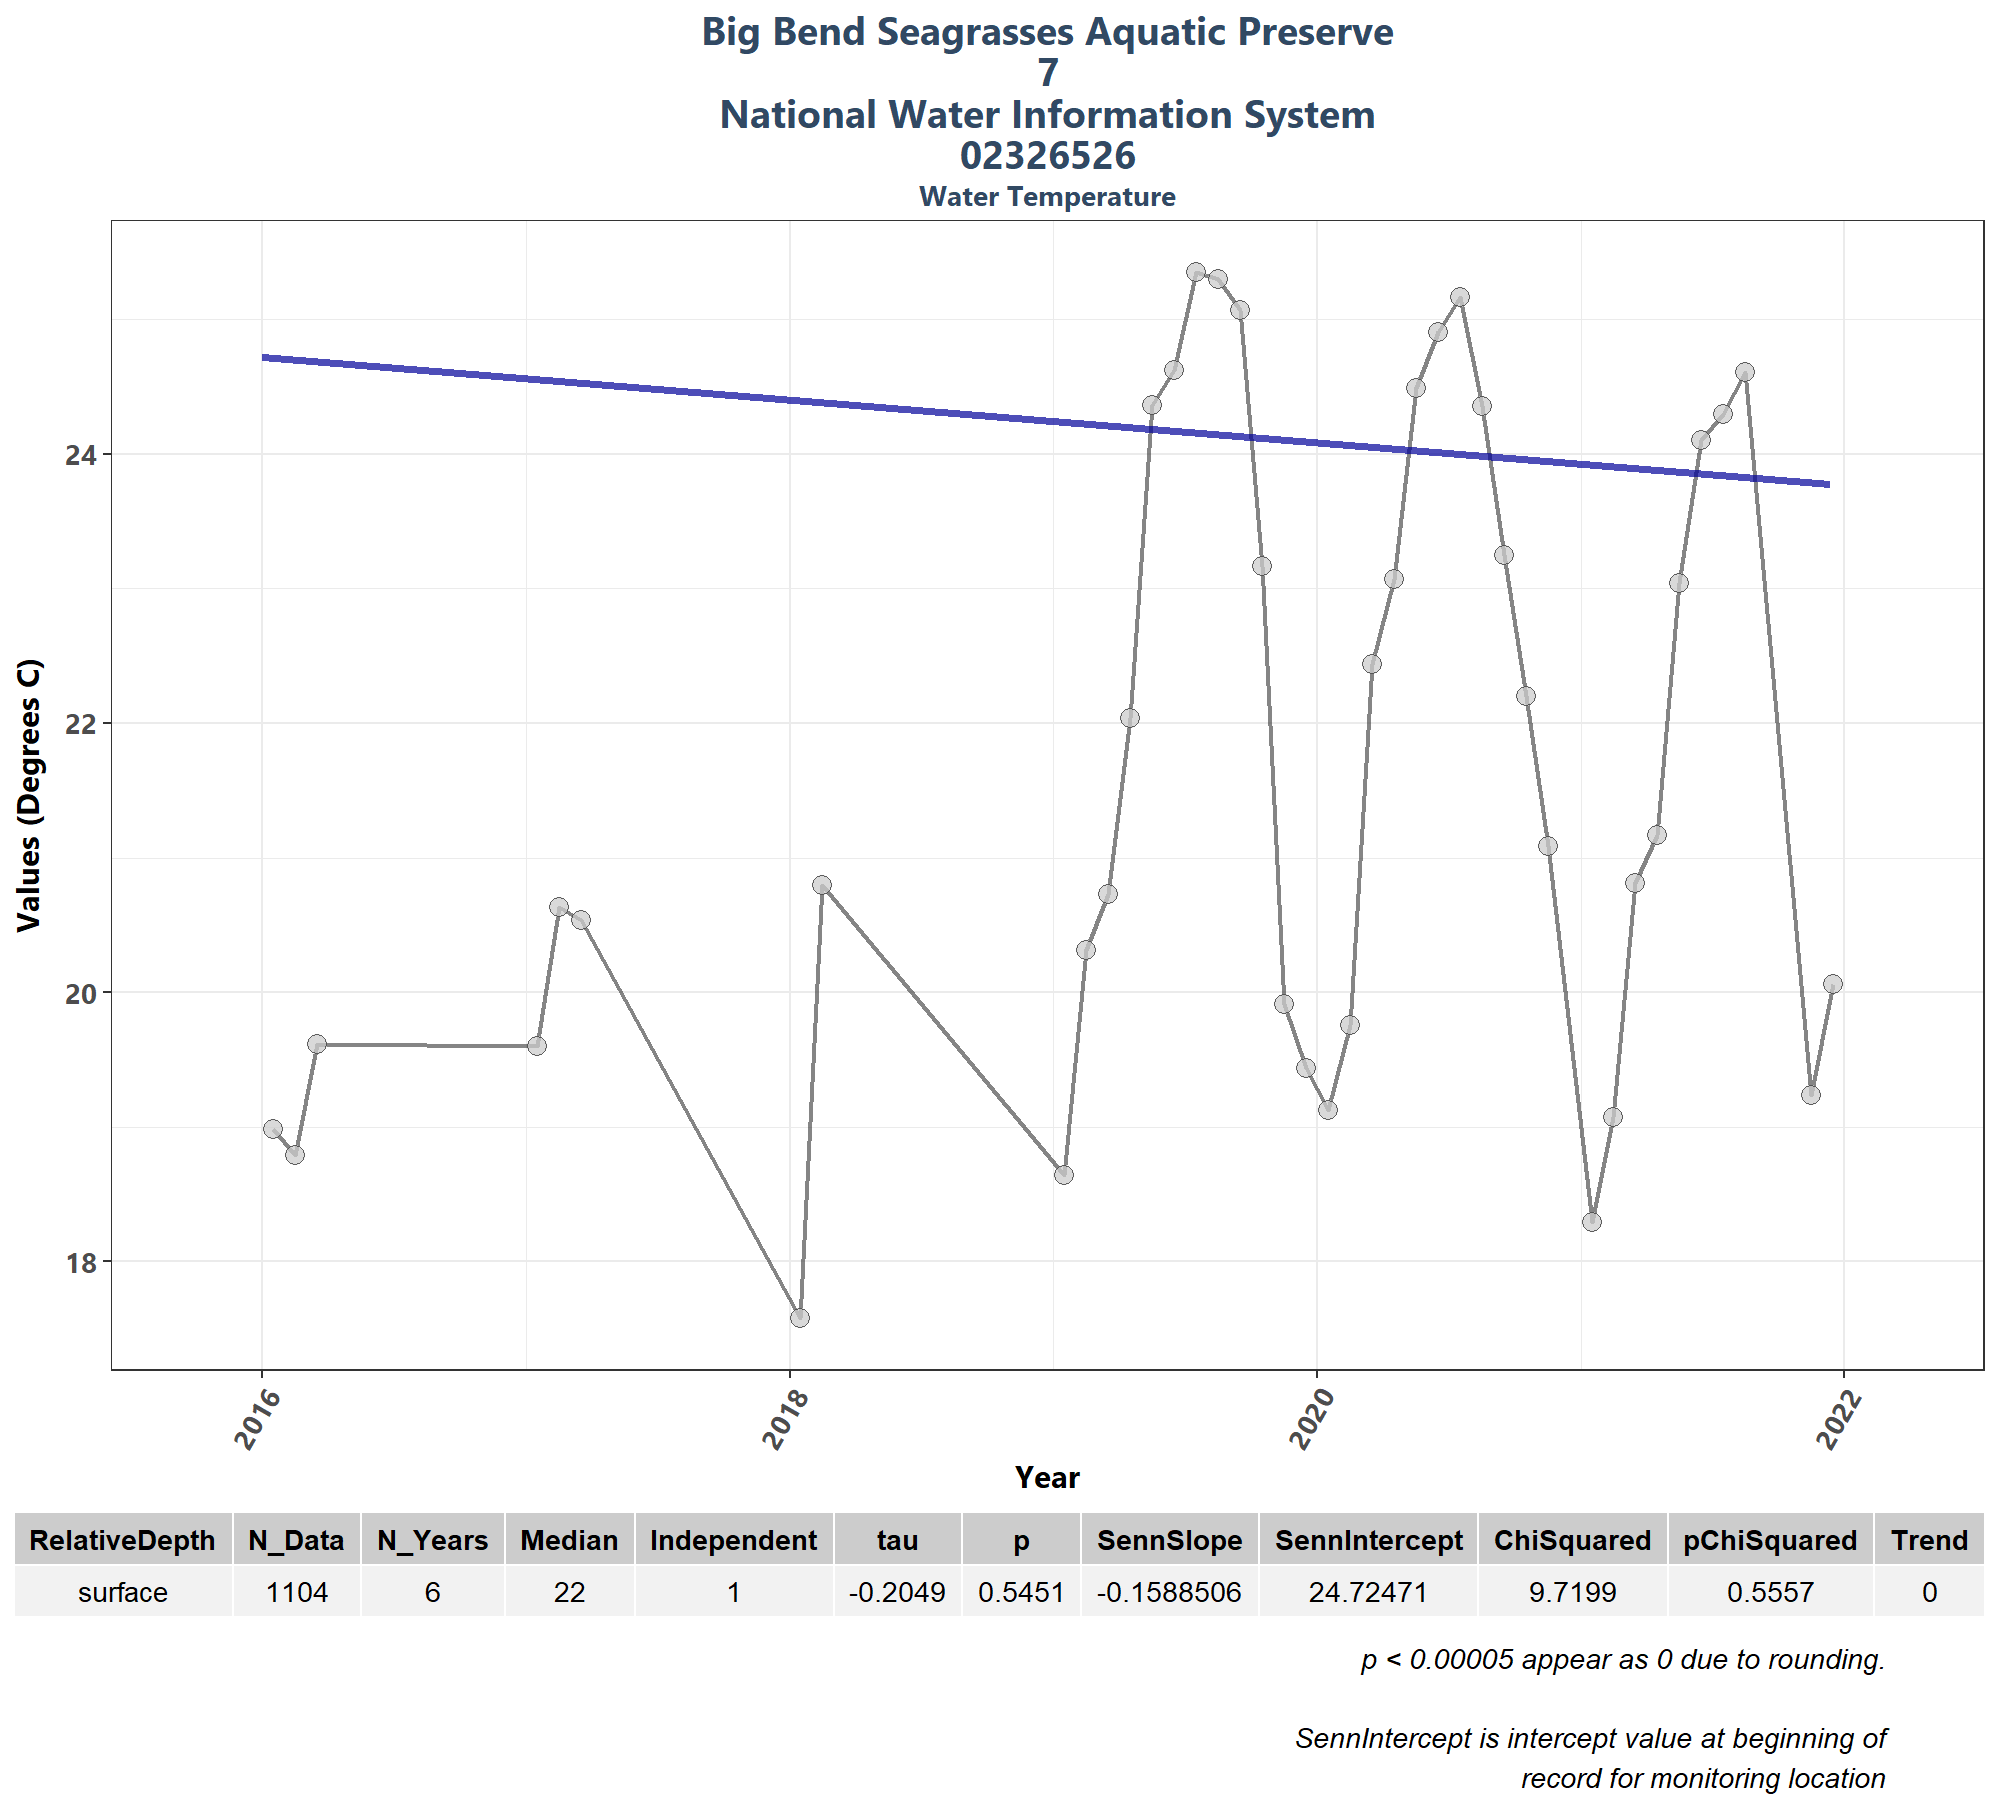 Big Bend Seagrasses Aquatic Preserve
7
National Water Information System
02326526
Water Temperature
Values (Degrees C)
24
22
20
18
2016
2018
2020
2022
Year
RelativeDepth N_Data N_Years Median Independent tau p SennSlope SennIntercept ChiSquared pChiSquared Trend
surface 1104 6 22 1 -0.2049 0.5451 -0.1588506 24.72471 9.7199 0.5557 0
p < 0.00005 appear as 0 due to rounding.
SennIntercept is intercept value at beginning of
record for monitoring location